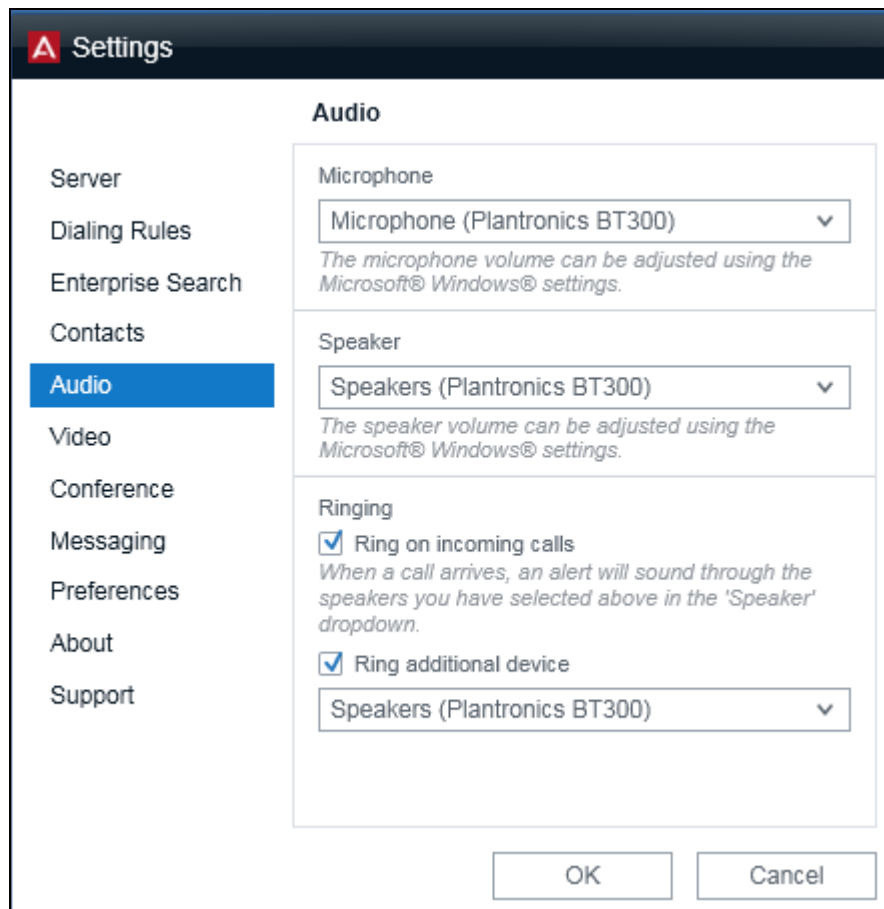 Settings
Audio
Server
Dialing Rules
Enterprise Search
Contacts
Audio
Video
Conference
Messaging
Preferences
About
Support
Microphone
Microphone (Plantronics BT300)
The microphone volume can be adjusted using the
Microsoft® Windows® settings.
Speaker
Speakers (Plantronics BT300)
The speaker volume can be adjusted using the
Microsoft® Windows® settings.
Ringing
Ring on incoming calls
When a call arrives, an alert will sound through the
speakers you have selected above in the 'Speaker'
dropdown.
Ring additional device
Speakers (Plantronics BT300)
OK
Cancel